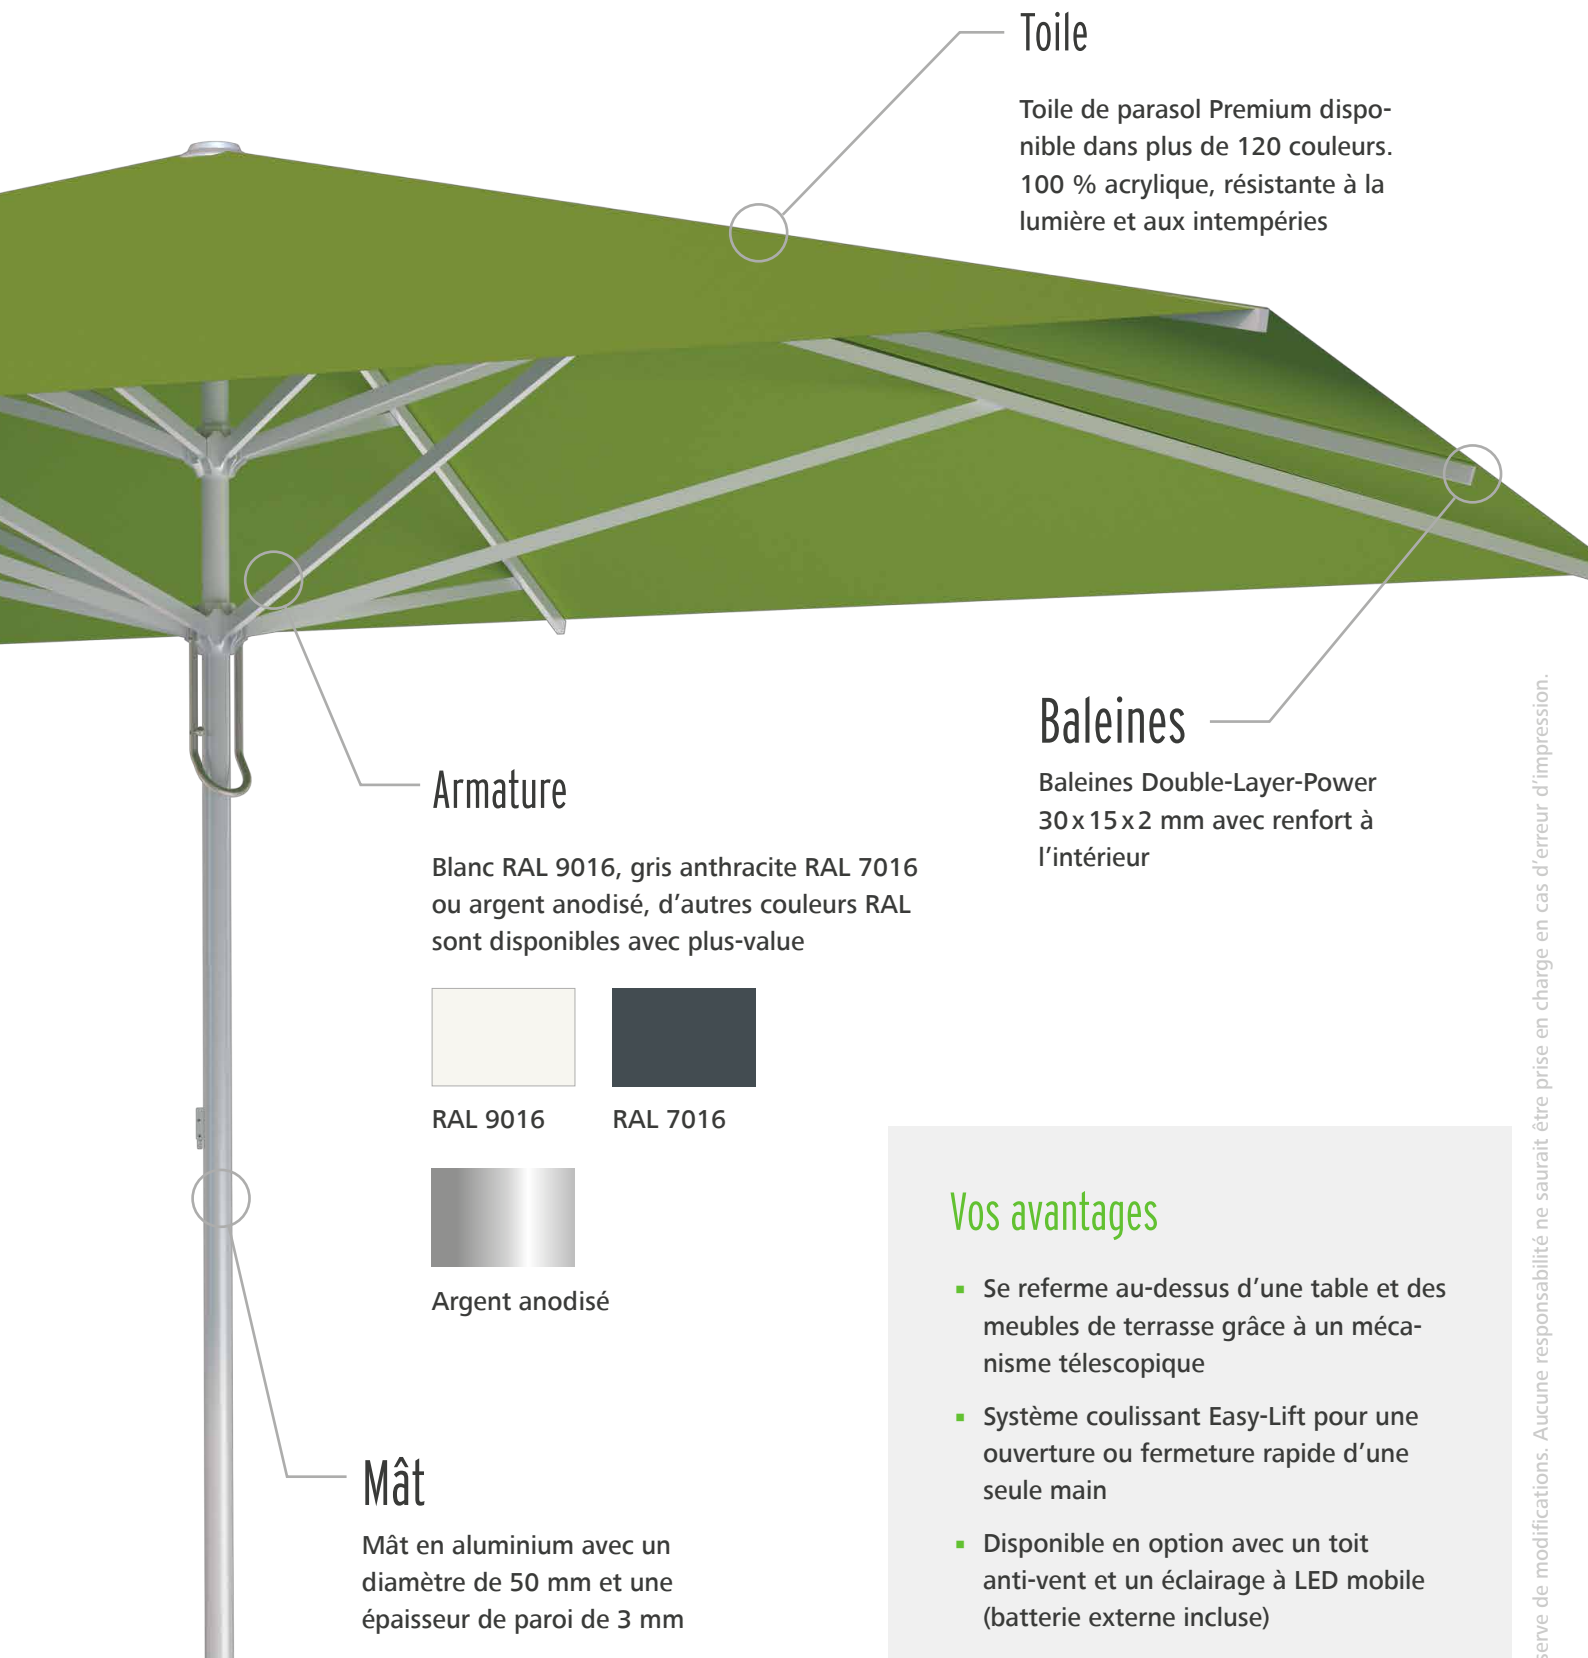 Toile
Toile de parasol Premium dispo-
nible dans plus de 120 couleurs.
100 % acrylique, résistante à la
lumière et aux intempéries
Baleines
Baleines Double-Layer-Power
30 x 15 x 2 mm avec renfort à
l’intérieur
Armature
Blanc RAL 9016, gris anthracite RAL 7016
ou argent anodisé, d’autres couleurs RAL
sont disponibles avec plus-value
RAL 9016
RAL 7016
Argent anodisé
Mât
Mât en aluminium avec un
diamètre de 50 mm et une
épaisseur de paroi de 3 mm
Vos avantages
▪ Se referme au-dessus d’une table et des
meubles de terrasse grâce à un méca-
nisme télescopique
▪ Système coulissant Easy-Lift pour une
ouverture ou fermeture rapide d’une
seule main
▪ Disponible en option avec un toit
anti-vent et un éclairage à LED mobile
(batterie externe incluse)
de modifications. Aucune responsabilité ne saurait être prise en charge en cas d’erreur d’impression.